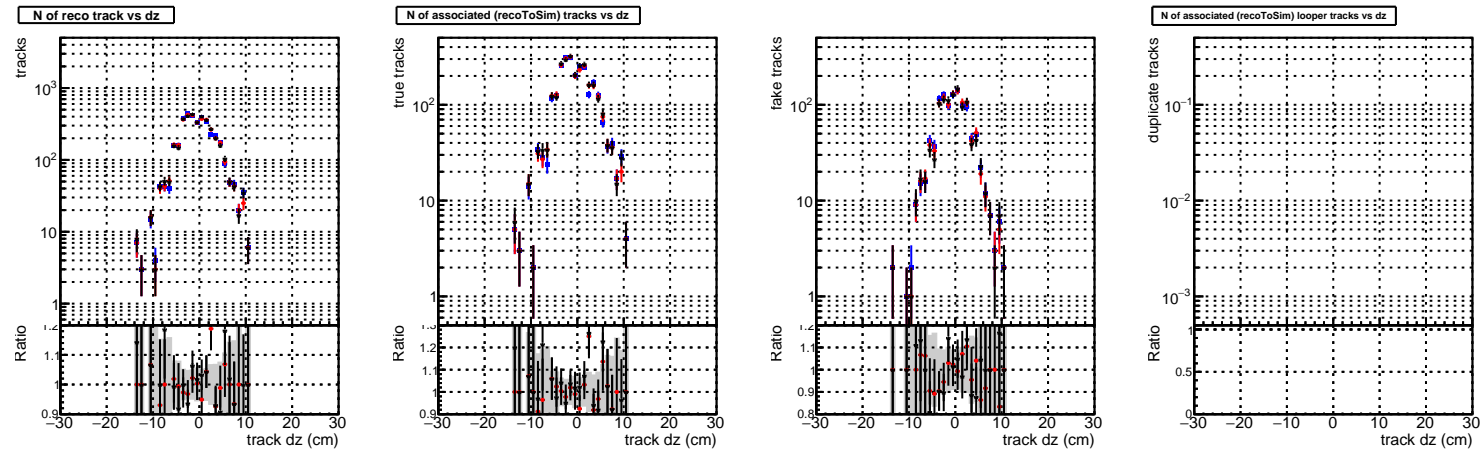 N of reco track vs dz
tracks
10³
10²
10
1
Ratio
1.2
1.1
1
0.9
−30 −20 −10 0 10 20 30
track dz (cm)
N of associated (recoToSim) tracks vs dz
true tracks
10²
10
1
Ratio
1.3
1.2
1.1
1
0.9
−30 −20 −10 0 10 20 30
track dz (cm)
fake tracks
10²
10
1
Ratio
1.2
1.1
1
0.9
0.8
−30 −20 −10 0 10 20 30
track dz (cm)
N of associated (recoToSim) looper tracks vs dz
duplicate tracks
10⁻¹
10⁻²
10⁻³
Ratio
1
0.5
0
−30 −20 −10 0 10 20 30
track dz (cm)